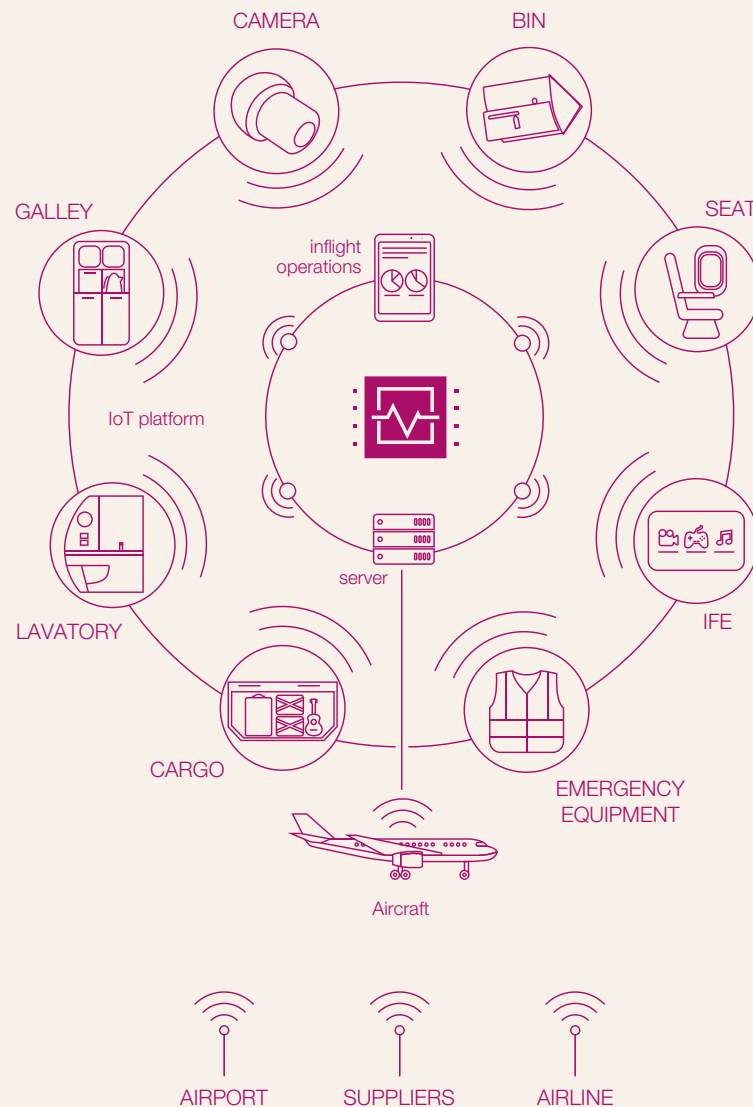 CAMERA
BIN
GALLEY
SEAT
inflight
operations
IoT platform
server
LAVATORY
IFE
CARGO
EMERGENCY
EQUIPMENT
Aircraft
AIRPORT
SUPPLIERS
AIRLINE